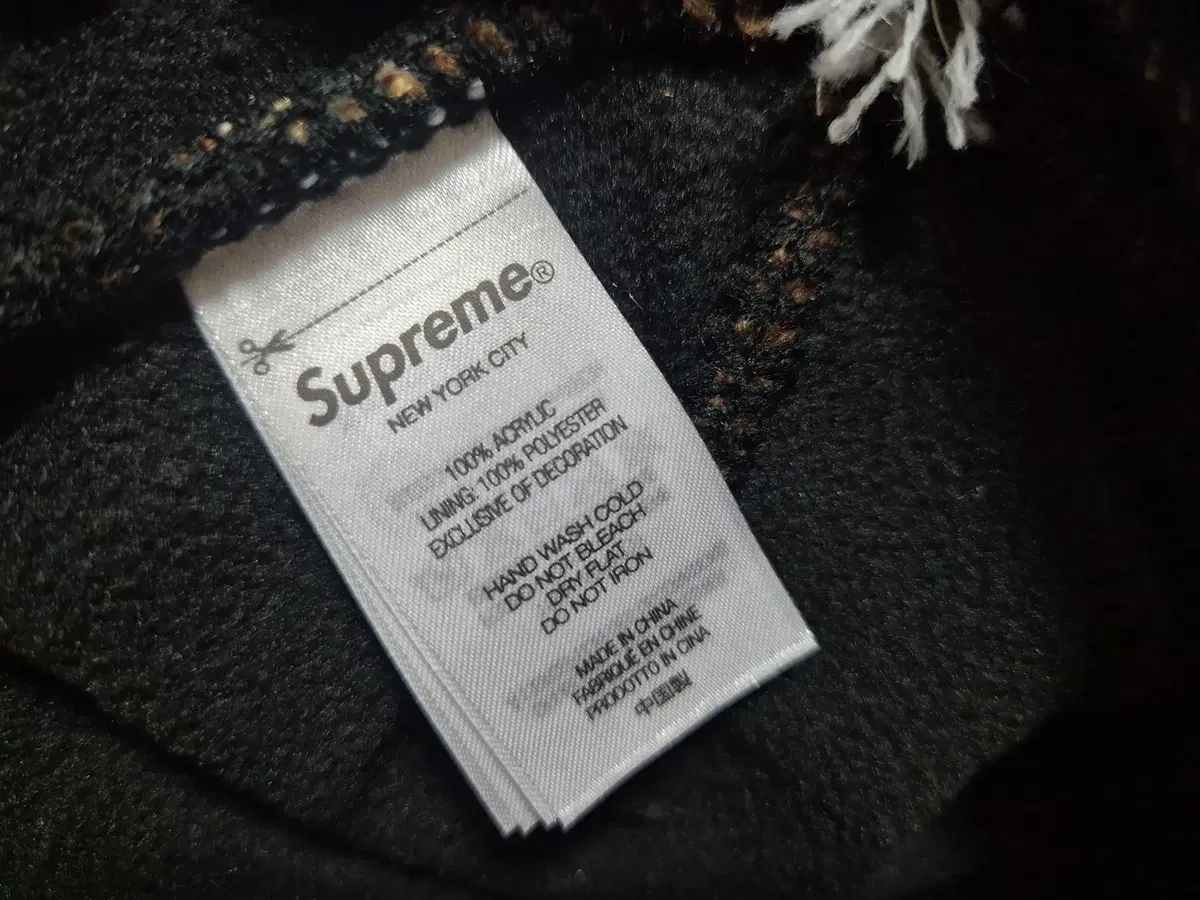 Supreme®
NEW YORK CITY
100% ACRYLIC
LINING: 100% POLYESTER
EXCLUSIVE OF DECORATION
HAND WASH COLD
DO NOT BLEACH
DRY FLAT
DO NOT IRON
MADE IN CHINA
FABRIQUÉ EN CHINE
PRODOTTO IN CINA
中国製